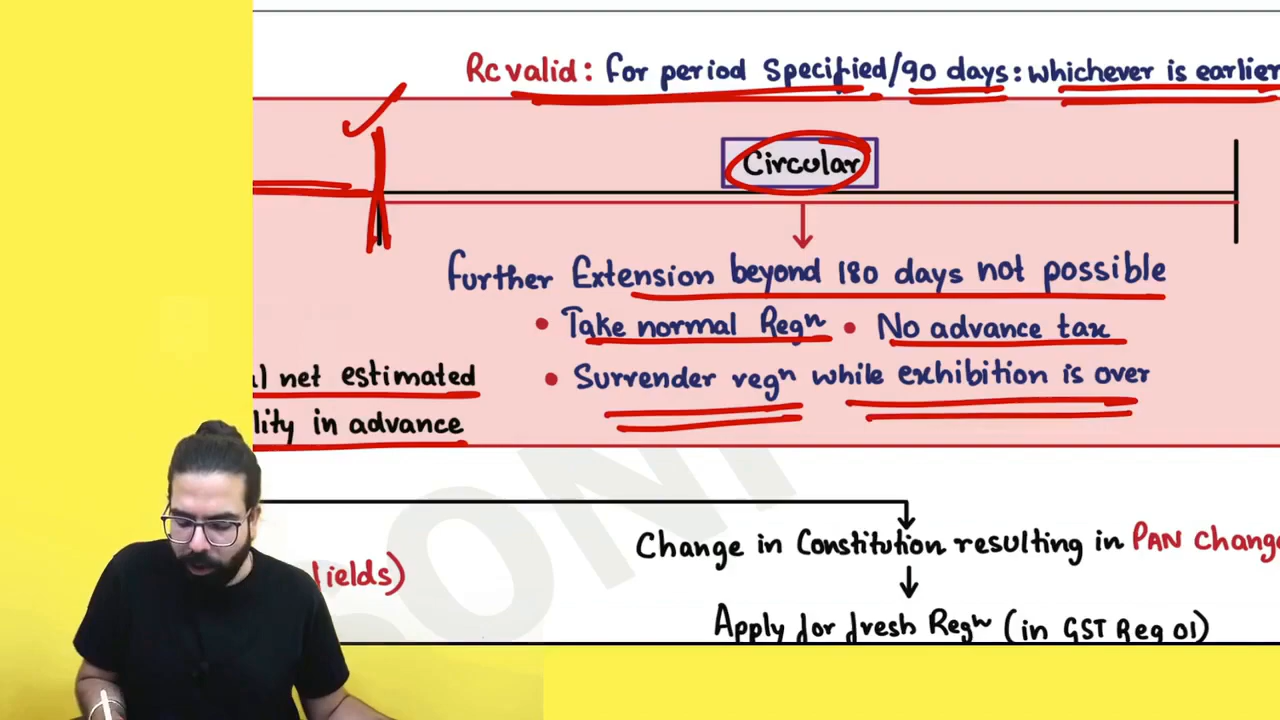 Rc valid: for period Specified/90 days: whichever is earlier
Circular
further Extension beyond 180 days not possible
• Take normal Regⁿ • No advance tax
• Surrender regⁿ while exhibition is over
net estimated
lity in advance
SONI
Change in Constitution resulting in PAN change
ields)
Apply for fresh Regⁿ (in GST Reg 01)